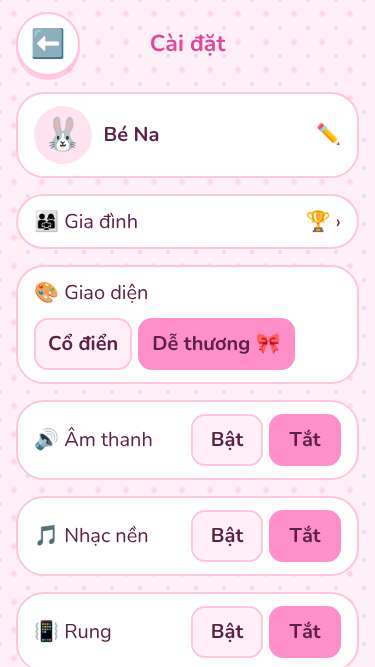 Cài đặt
Bé Na
Gia đình
Giao diện
Cổ điển
Dễ thương
Âm thanh
Bật
Tắt
Nhạc nền
Bật
Tắt
Rung
Bật
Tắt